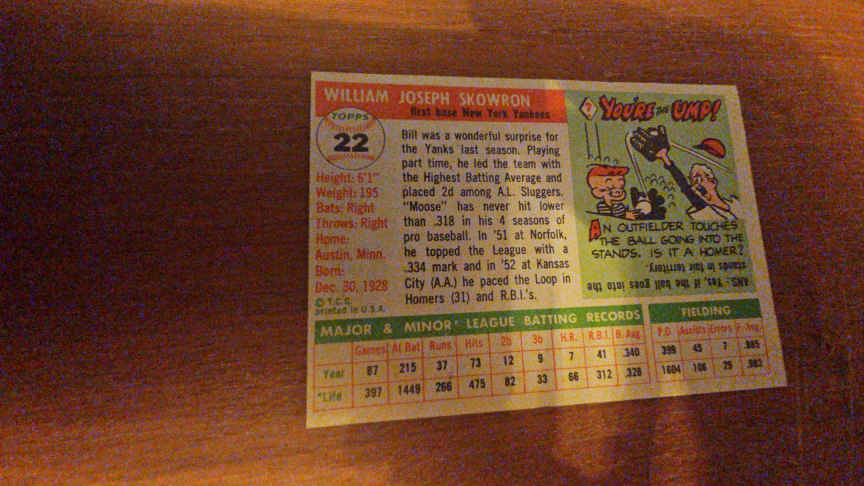 WILLIAM JOSEPH SKOWRON
first base New York Yankees
TOPPS
22
Height: 6'1"
Weight: 195
Bats: Right
Throws: Right
Home:
Austin, Minn.
Born:
Dec. 30, 1928
© T.C.G.
printed in U.S.A.
Bill was a wonderful surprise for
the Yanks last season. Playing
part time, he led the team with
the Highest Batting Average and
placed 2d among A.L. Sluggers.
"Moose" has never hit lower
than .318 in his 4 seasons of
pro baseball. In '51 at Norfolk,
he topped the League with a
.334 mark and in '52 at Kansas
City (A.A.) he paced the Loop in
Homers (31) and R.B.I.'s.
? YOU'RE THE UMP!
AN OUTFIELDER TOUCHES
THE BALL GOING INTO THE
STANDS. IS IT A HOMER?
ANS: Yes, if the ball goes into the
stands in fair territory.
MAJOR & MINOR* LEAGUE BATTING RECORDS FIELDING
Games At Bat Runs Hits 2b 3b H.R. R.B.I. B. Avg. P.O. Assists Errors F. Avg.
Year 87 215 37 73 12 9 7 41 .340 399 45 7 .985
*Life 397 1449 266 475 82 33 66 312 .328 1604 106 29 .983